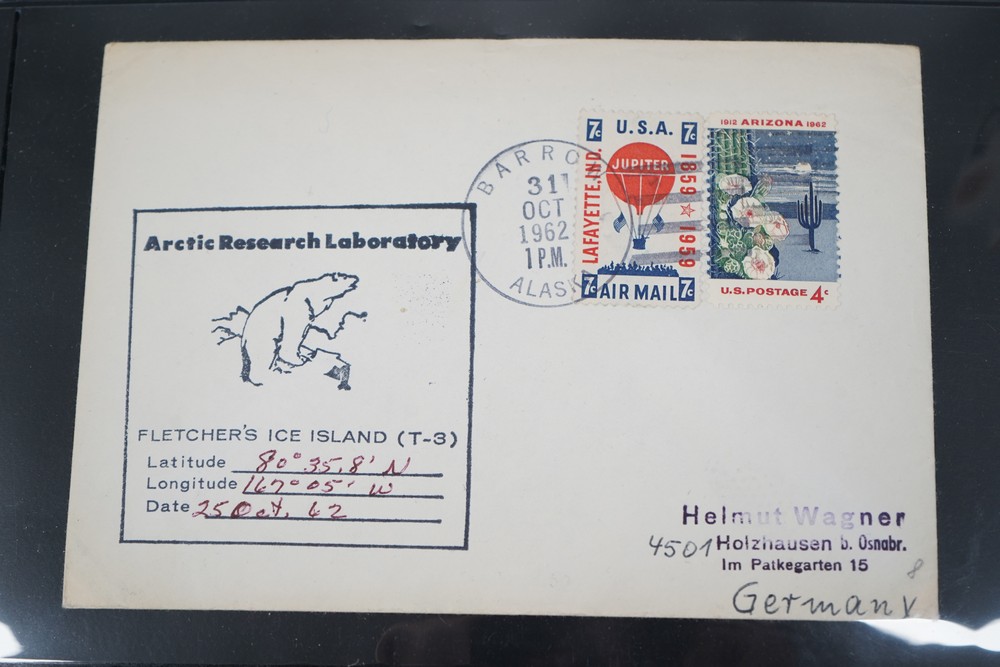 BARROW
31
OCT
1962
1 P.M.
ALASKA
7c U.S.A. 7c
JUPITER
LAFAYETTE, IND.
1859 ★ 1959
7c AIR MAIL 7c
1912 ARIZONA 1962
U.S. POSTAGE 4c
Arctic Research Laboratory
FLETCHER'S ICE ISLAND (T-3)
Latitude 80° 35.8' N
Longitude 167° 05' W
Date 25 Oct. 62
Helmut Wagner
4501 Holzhausen b. Osnabr.
Im Patkegarten 15
8
Germany